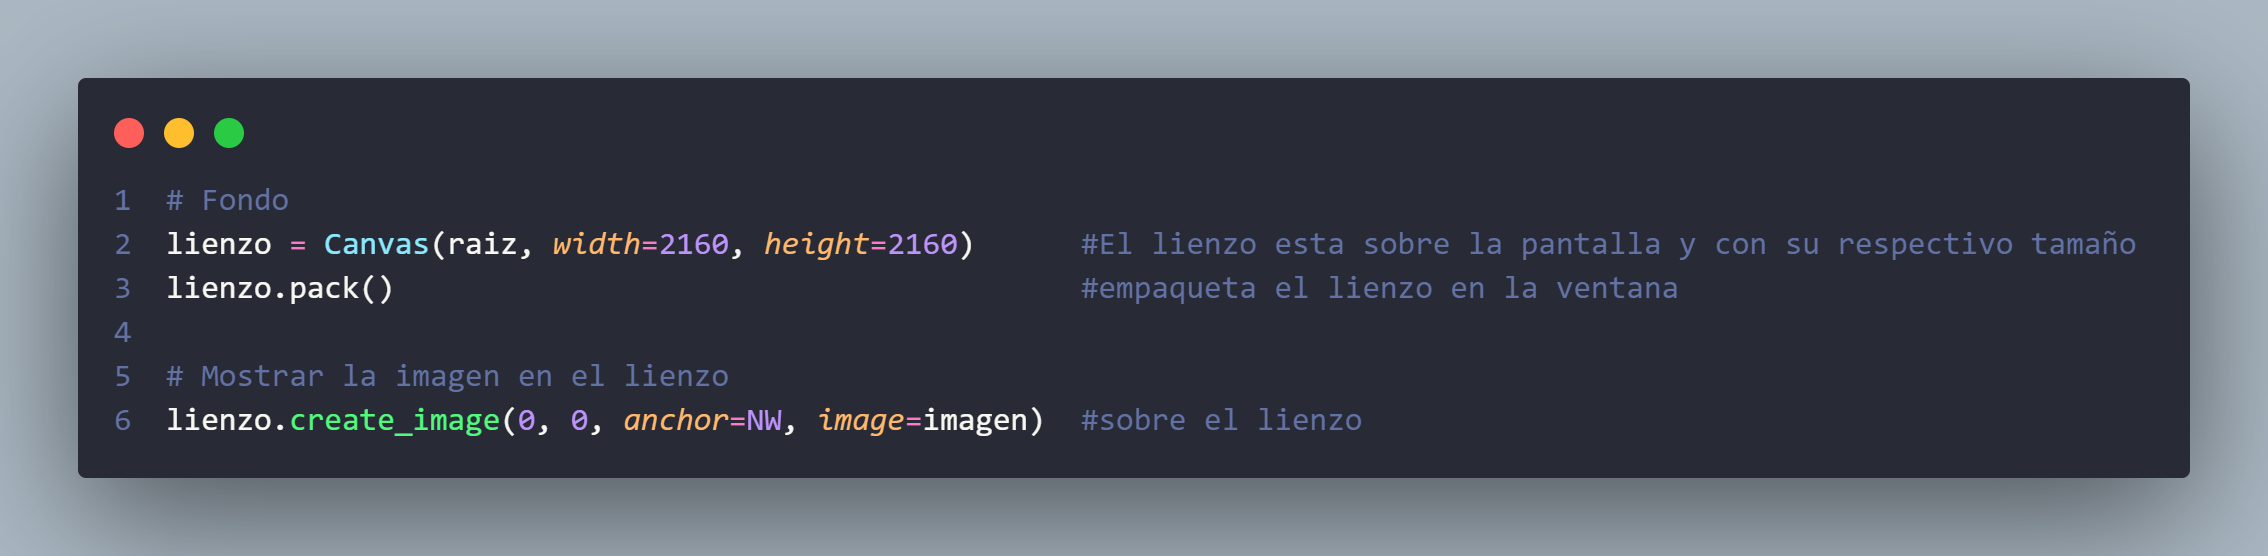 1 # Fondo
2 lienzo = Canvas(raiz, width=2160, height=2160) #El lienzo esta sobre la pantalla y con su respectivo tamaño
3 lienzo.pack() #empaqueta el lienzo en la ventana
4
5 # Mostrar la imagen en el lienzo
6 lienzo.create_image(0, 0, anchor=NW, image=imagen) #sobre el lienzo